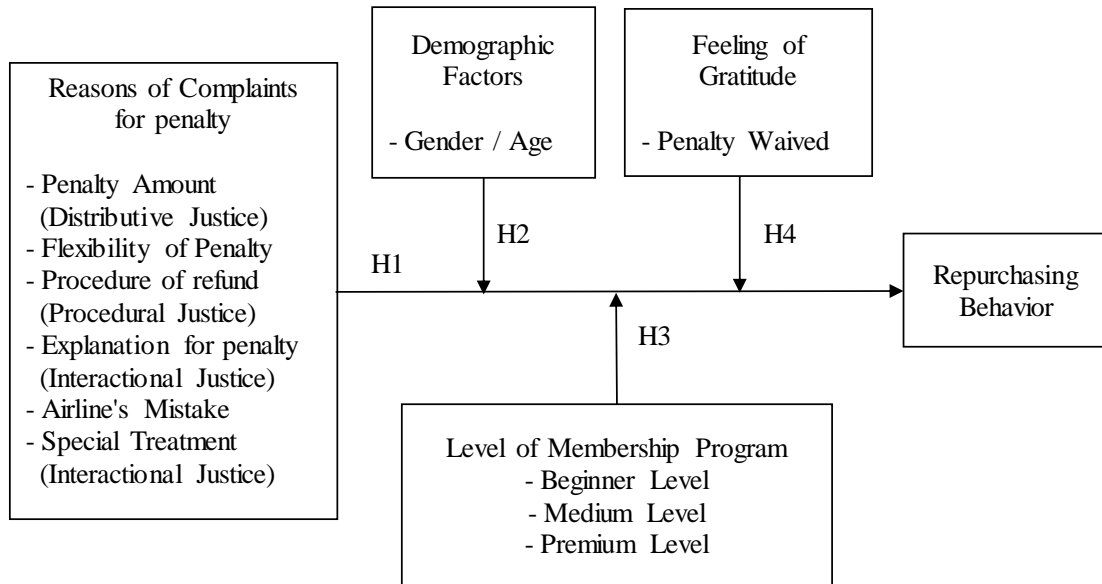 Reasons of Complaints
for penalty
- Penalty Amount
(Distributive Justice)
- Flexibility of Penalty
- Procedure of refund
(Procedural Justice)
- Explanation for penalty
(Interactional Justice)
- Airline's Mistake
- Special Treatment
(Interactional Justice)
Demographic
Factors
- Gender / Age
Feeling of
Gratitude
- Penalty Waived
H1
H2
H4
H3
Repurchasing
Behavior
Level of Membership Program
- Beginner Level
- Medium Level
- Premium Level